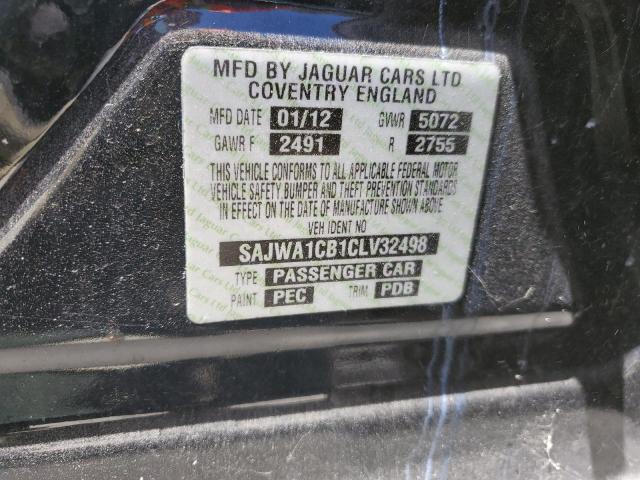 MFD BY JAGUAR CARS LTD
COVENTRY ENGLAND
MFD DATE 01/12 GVWR 5072
GAWR F 2491 R 2755
THIS VEHICLE CONFORMS TO ALL APPLICABLE FEDERAL MOTOR
VEHICLE SAFETY BUMPER AND THEFT PREVENTION STANDARDS
IN EFFECT ON THE DATE OF MANUFACTURE SHOWN ABOVE
VEH IDENT NO
SAJWA1CB1CLV32498
TYPE PASSENGER CAR
PAINT PEC TRIM PDB